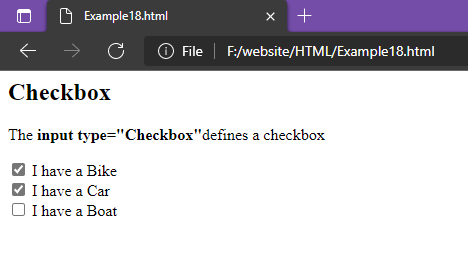 Example18.html
File
F:/website/HTML/Example18.html
Checkbox
The input type="Checkbox"defines a checkbox
I have a Bike
I have a Car
I have a Boat